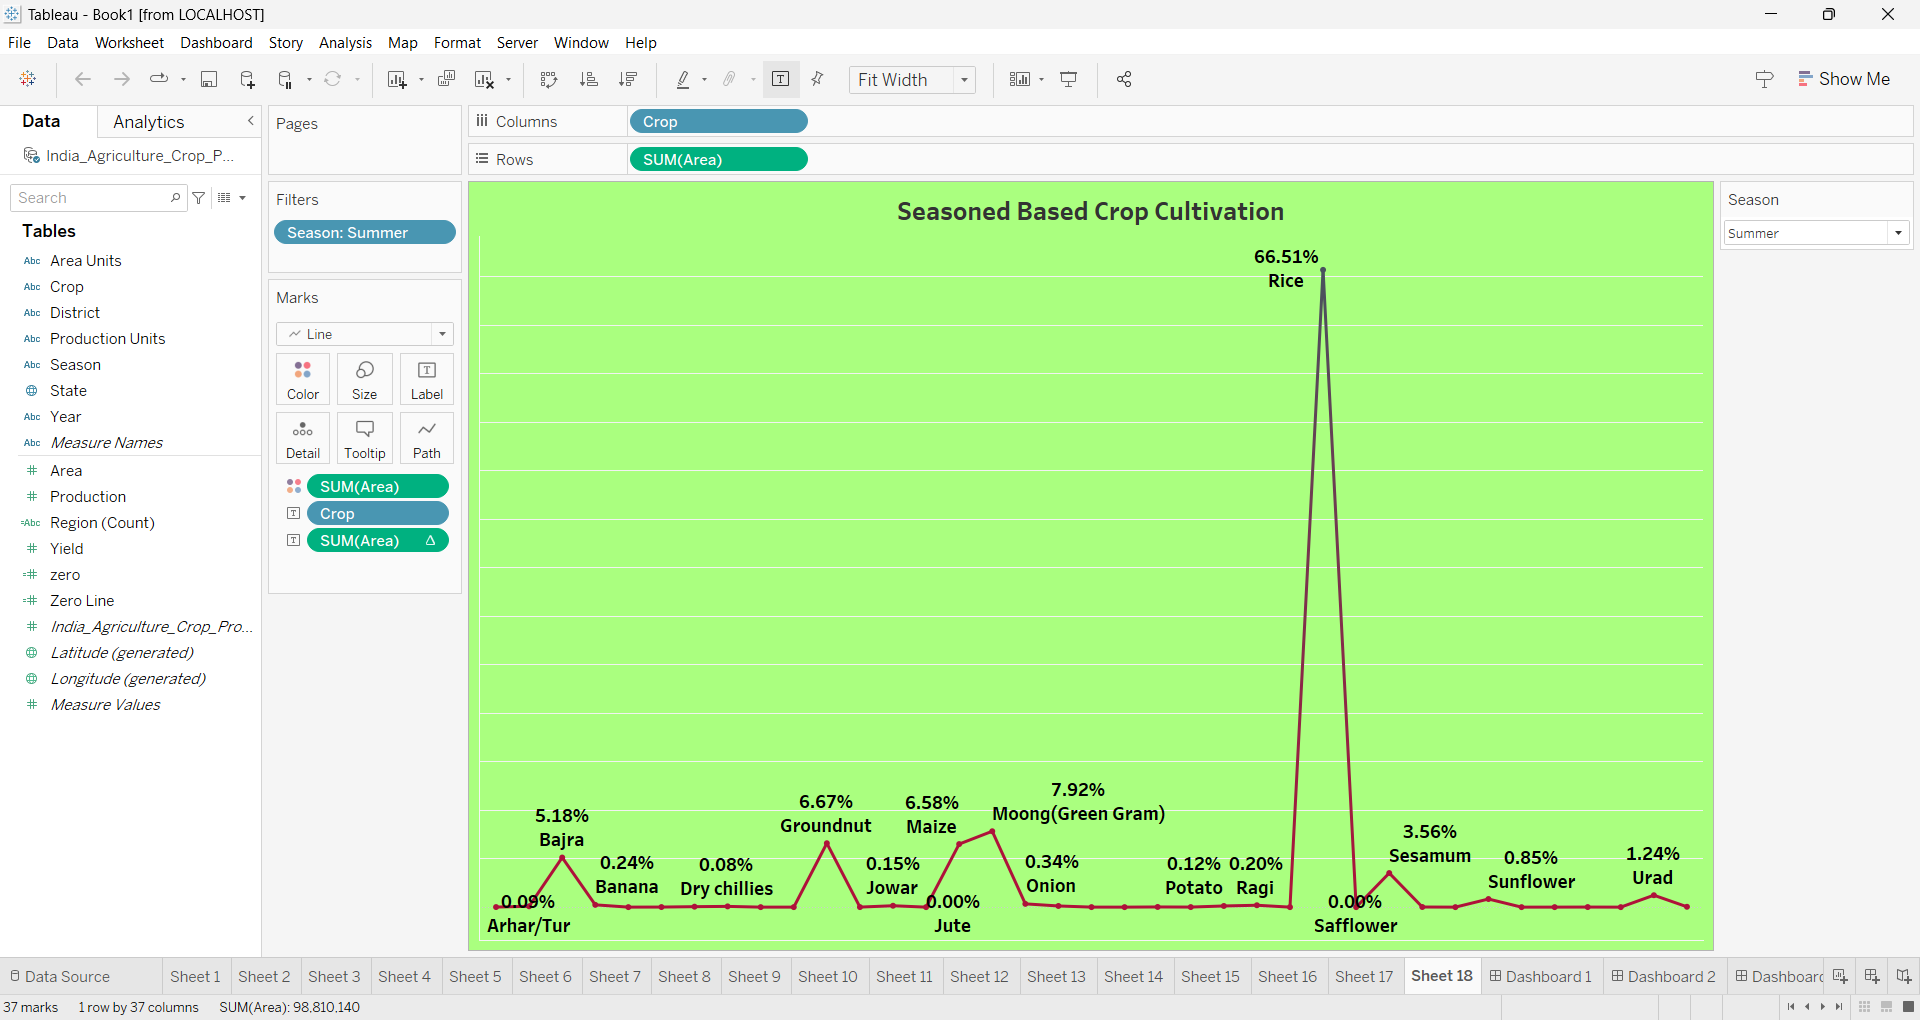 Tableau - Book1 [from LOCALHOST]
File Data Worksheet Dashboard Story Analysis Map Format Server Window Help
Fit Width
Show Me
Data
Analytics
India_Agriculture_Crop_P...
Search
Tables
Abc Area Units
Abc Crop
Abc District
Abc Production Units
Abc Season
State
Abc Year
Abc Measure Names
# Area
# Production
=Abc Region (Count)
# Yield
=# zero
=# Zero Line
# India_Agriculture_Crop_Pro...
Latitude (generated)
Longitude (generated)
# Measure Values
Pages
Filters
Season: Summer
Marks
Line
Color
Size
T
Label
Detail
Tooltip
Path
SUM(Area)
T Crop
T SUM(Area) Δ
Columns
Crop
Rows
SUM(Area)
Seasoned Based Crop Cultivation
66.51%
Rice
5.18%
Bajra
0.24%
Banana
0.08%
Dry chillies
6.67%
Groundnut
0.15%
Jowar
6.58%
Maize
7.92%
Moong(Green Gram)
0.34%
Onion
0.12%
Potato
0.20%
Ragi
3.56%
Sesamum
0.85%
Sunflower
1.24%
Urad
0.09%
Arhar/Tur
0.00%
Jute
0.00%
Safflower
Season
Summer
Data Source
Sheet 1
Sheet 2
Sheet 3
Sheet 4
Sheet 5
Sheet 6
Sheet 7
Sheet 8
Sheet 9
Sheet 10
Sheet 11
Sheet 12
Sheet 13
Sheet 14
Sheet 15
Sheet 16
Sheet 17
Sheet 18
Dashboard 1
Dashboard 2
Dashboard
37 marks 1 row by 37 columns SUM(Area): 98,810,140